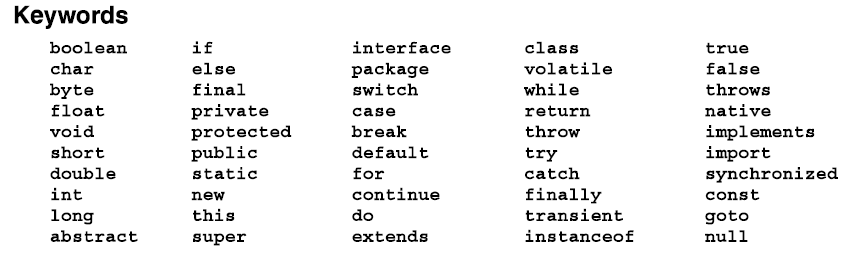 Keywords
boolean if interface class true
char else package volatile false
byte final switch while throws
float private case return native
void protected break throw implements
short public default try import
double static for catch synchronized
int new continue finally const
long this do transient goto
abstract super extends instanceof null